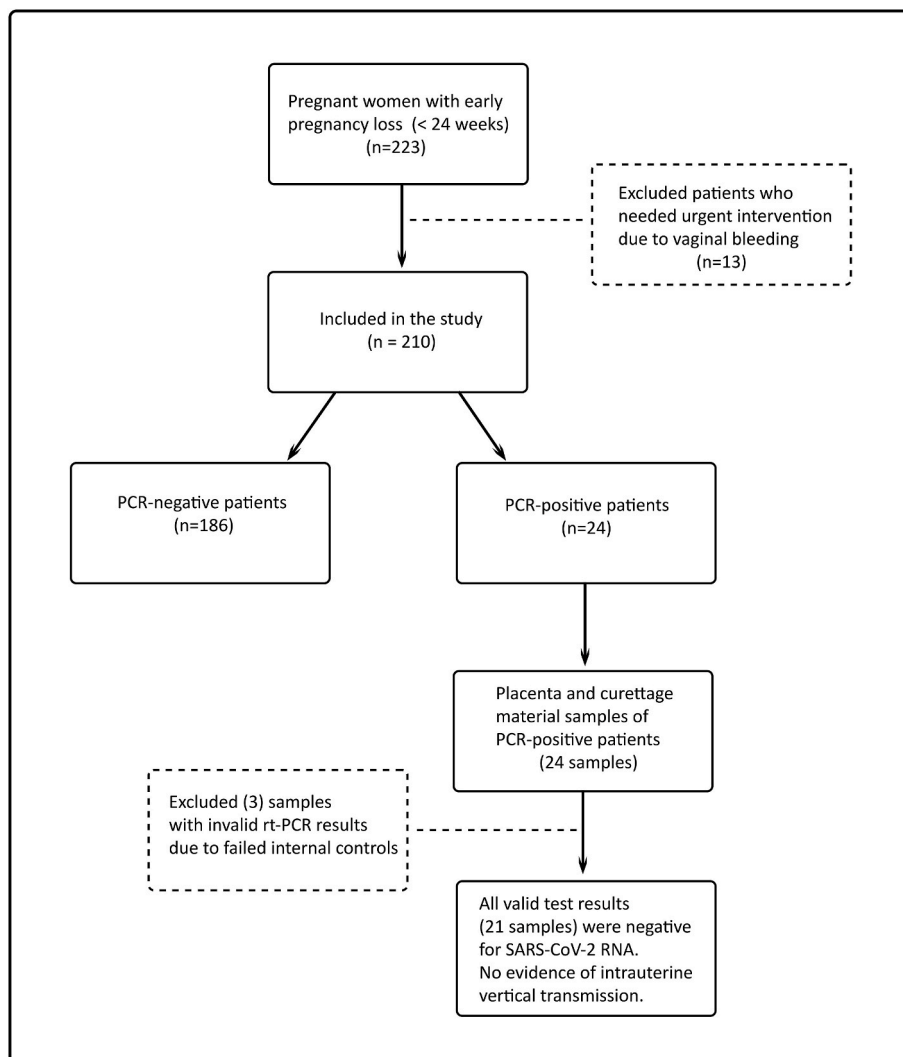 Pregnant women with early
pregnancy loss (< 24 weeks)
(n=223)
Excluded patients who
needed urgent intervention
due to vaginal bleeding
(n=13)
Included in the study
(n = 210)
PCR-negative patients
(n=186)
PCR-positive patients
(n=24)
Placenta and curettage
material samples of
PCR-positive patients
(24 samples)
Excluded (3) samples
with invalid rt-PCR results
due to failed internal controls
All valid test results
(21 samples) were negative
for SARS-CoV-2 RNA.
No evidence of intrauterine
vertical transmission.